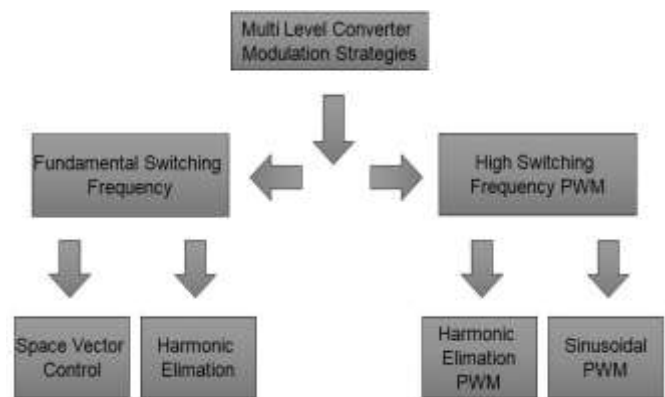 Multi Level Converter
Modulation Strategies
Fundamental Switching
Frequency
High Switching
Frequency PWM
Space Vector
Control
Harmonic
Elimation
Harmonic
Elimation
PWM
Sinusoidal
PWM